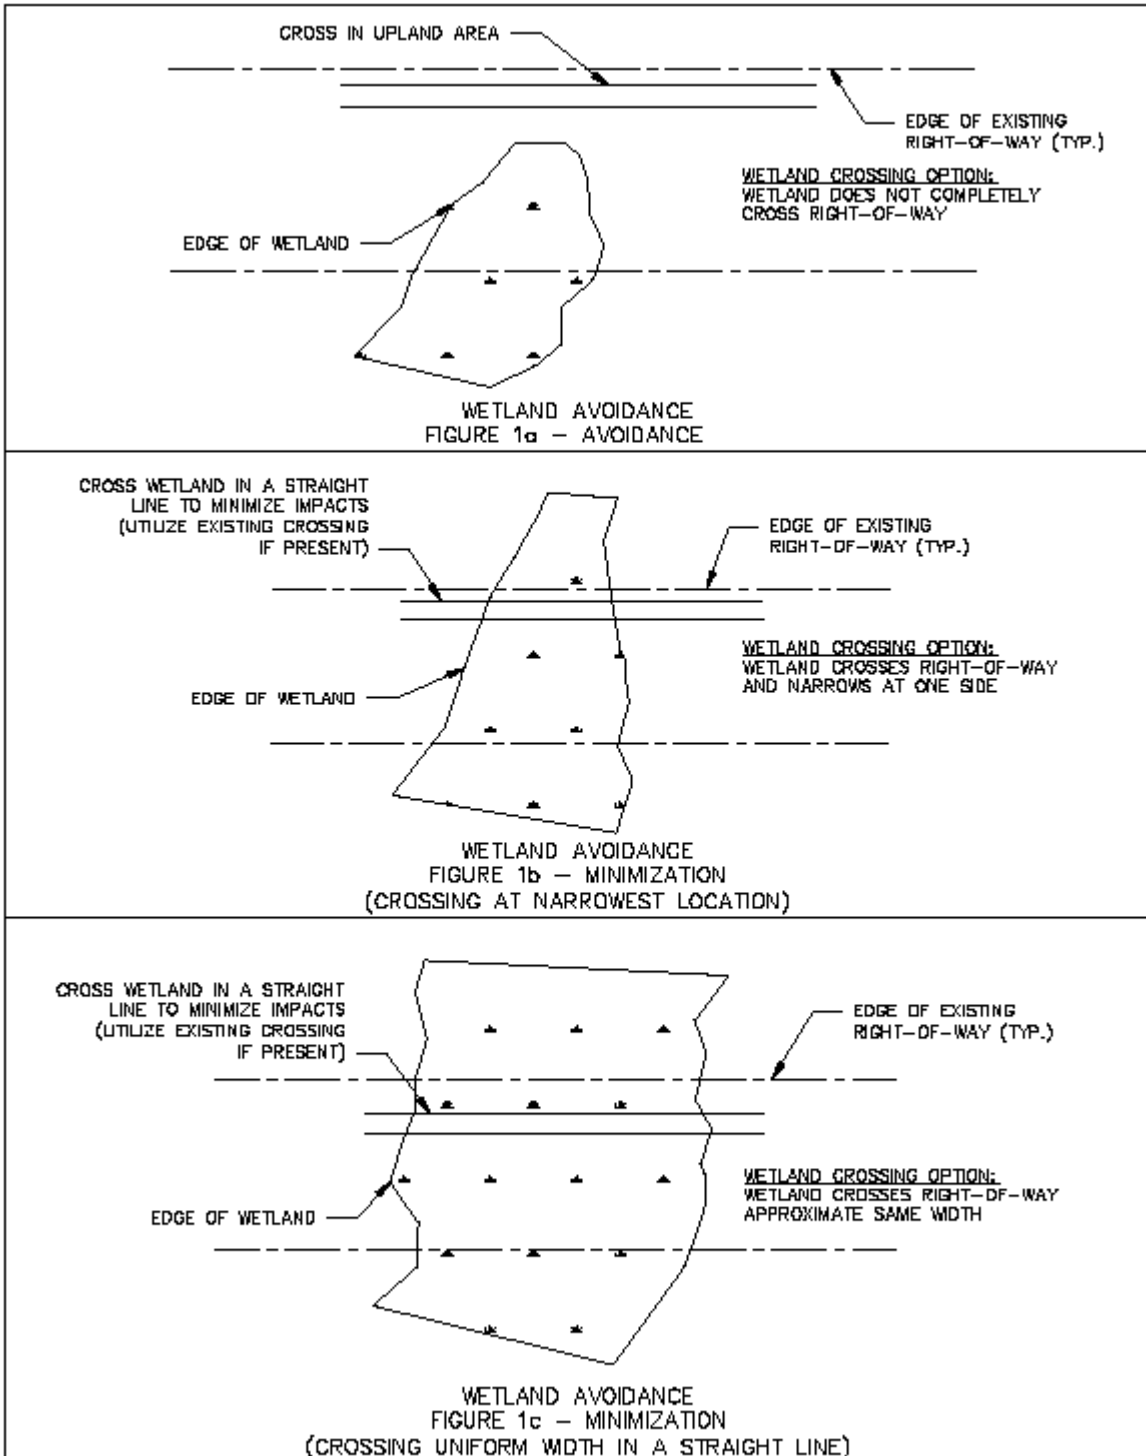 CROSS IN UPLAND AREA
EDGE OF EXISTING
RIGHT-OF-WAY (TYP.)
WETLAND CROSSING OPTION:
WETLAND DOES NOT COMPLETELY
CROSS RIGHT-OF-WAY
EDGE OF WETLAND
WETLAND AVOIDANCE
FIGURE 1a – AVOIDANCE
CROSS WETLAND IN A STRAIGHT
LINE TO MINIMIZE IMPACTS
(UTILIZE EXISTING CROSSING
IF PRESENT)
EDGE OF EXISTING
RIGHT-OF-WAY (TYP.)
WETLAND CROSSING OPTION:
WETLAND CROSSES RIGHT-OF-WAY
AND NARROWS AT ONE SIDE
EDGE OF WETLAND
WETLAND AVOIDANCE
FIGURE 1b – MINIMIZATION
(CROSSING AT NARROWEST LOCATION)
CROSS WETLAND IN A STRAIGHT
LINE TO MINIMIZE IMPACTS
(UTILIZE EXISTING CROSSING
IF PRESENT)
EDGE OF EXISTING
RIGHT-OF-WAY (TYP.)
WETLAND CROSSING OPTION:
WETLAND CROSSES RIGHT-OF-WAY
APPROXIMATE SAME WIDTH
EDGE OF WETLAND
WETLAND AVOIDANCE
FIGURE 1c – MINIMIZATION
(CROSSING UNIFORM WIDTH IN A STRAIGHT LINE)